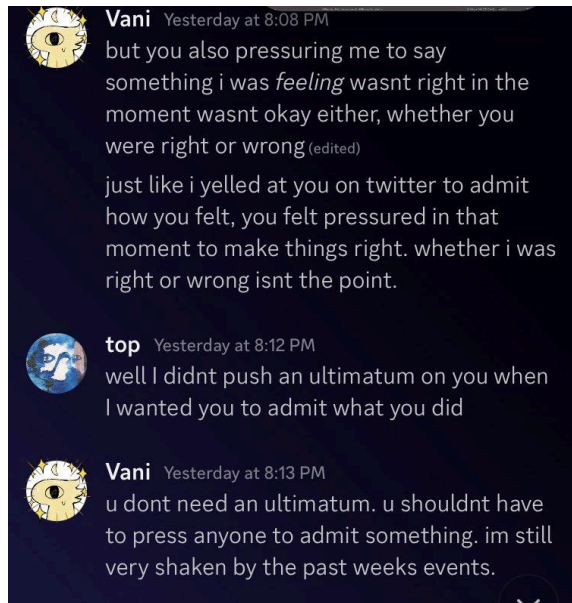 Vani Yesterday at 8:08 PM
but you also pressuring me to say
something i was feeling wasnt right in the
moment wasnt okay either, whether you
were right or wrong (edited)
just like i yelled at you on twitter to admit
how you felt, you felt pressured in that
moment to make things right. whether i was
right or wrong isnt the point.
top Yesterday at 8:12 PM
well I didnt push an ultimatum on you when
I wanted you to admit what you did
Vani Yesterday at 8:13 PM
u dont need an ultimatum. u shouldnt have
to press anyone to admit something. im still
very shaken by the past weeks events.